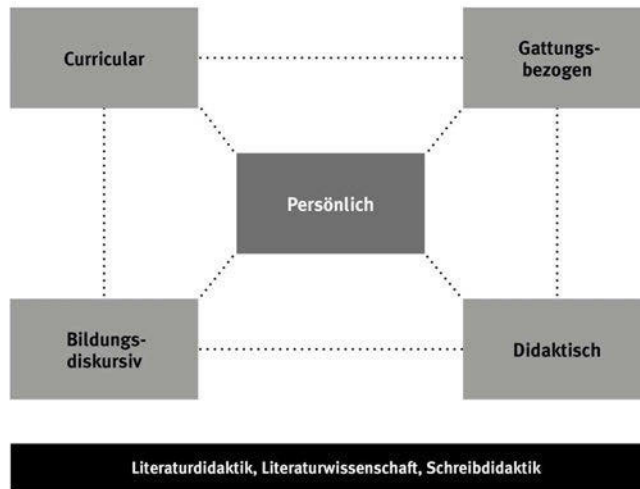 Curricular
Gattungs-
bezogen
Persönlich
Bildungs-
diskursiv
Didaktisch
Literaturdidaktik, Literaturwissenschaft, Schreibdidaktik